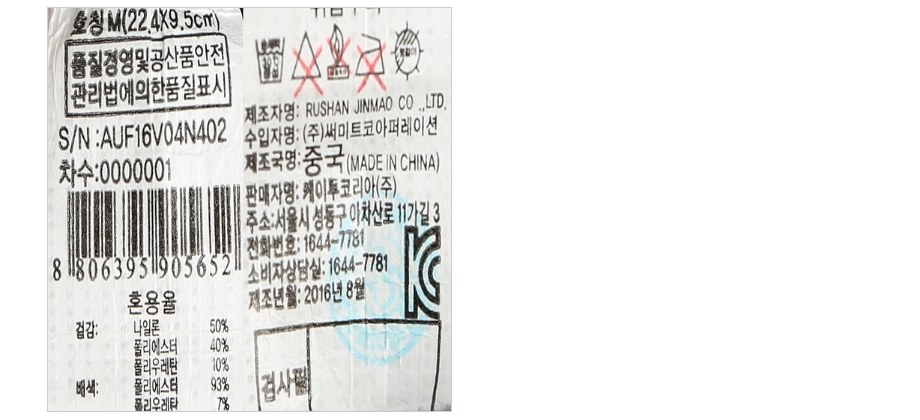 호칭 M(22.4X9.5cm)
품질경영및공산품안전
관리법에의한품질표시
S/N :AUF16V04N402
차수:0000001
8 806395 905652
혼용율
겉감: 나일론 50%
폴리에스터 40%
폴리우레탄 10%
배색: 폴리에스터 93%
폴리우레탄 7%
제조자명: RUSHAN JINMAO CO .,LTD.
수입자명: (주)써미트코아퍼레이션
제조국명: 중국(MADE IN CHINA)
판매자명: 케이투코리아(주)
주소:서울시 성동구 아차산로 11가길 3
전화번호: 1644-7781
소비자상담실: 1644-7781
제조년월: 2016년 8월
검사필